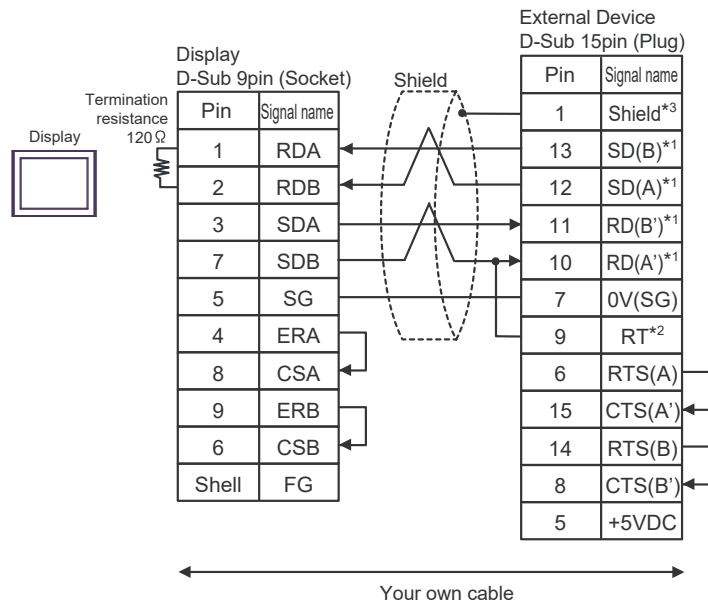 External Device
D-Sub 15pin (Plug)
Display
D-Sub 9pin (Socket)
Shield
Termination
resistance
120Ω
Display
Pin Signal name
1 RDA
2 RDB
3 SDA
7 SDB
5 SG
4 ERA
8 CSA
9 ERB
6 CSB
Shell FG
Pin Signal name
1 Shield*3
13 SD(B)*1
12 SD(A)*1
11 RD(B’)*1
10 RD(A’)*1
7 0V(SG)
9 RT*2
6 RTS(A)
15 CTS(A’)
14 RTS(B)
8 CTS(B’)
5 +5VDC
Your own cable